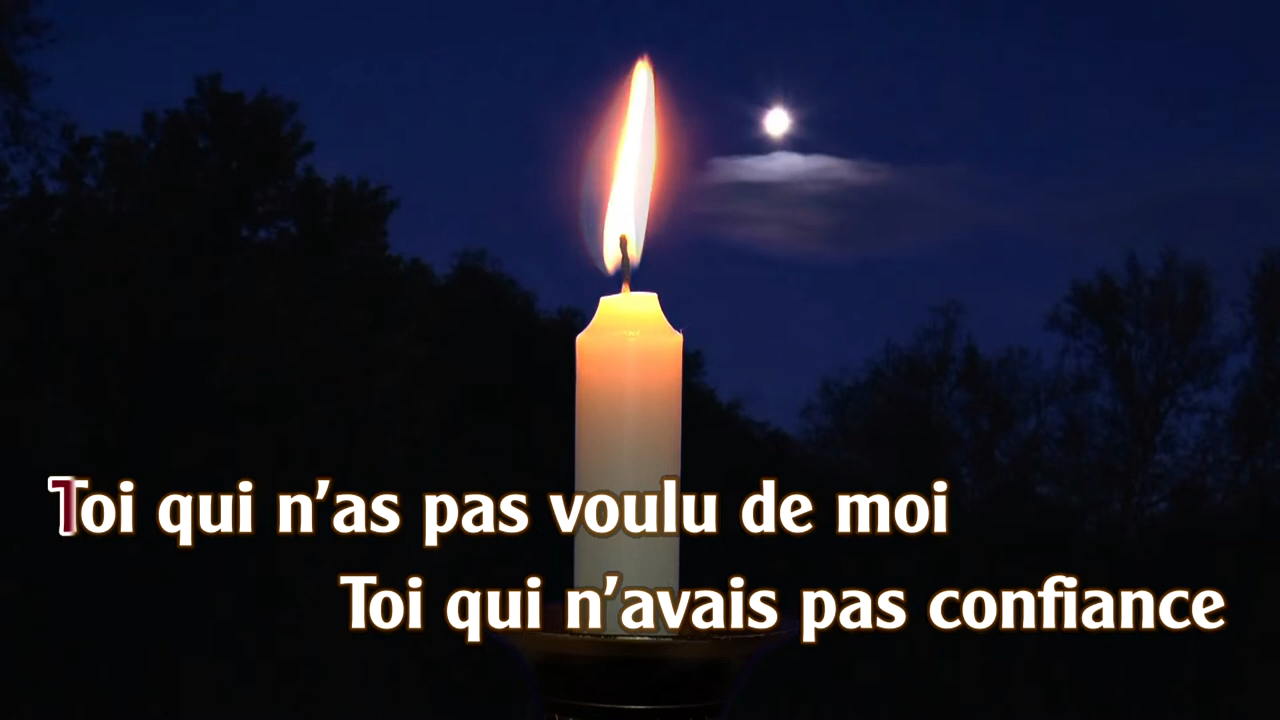 Toi qui n’as pas voulu de moi
Toi qui n’avais pas confiance